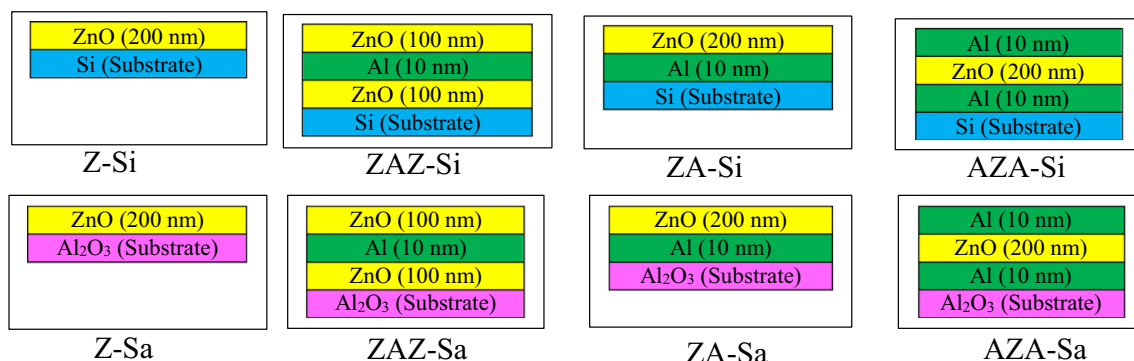 ZnO (200 nm)
Si (Substrate)
Z-Si
ZnO (100 nm)
Al (10 nm)
ZnO (100 nm)
Si (Substrate)
ZAZ-Si
ZnO (200 nm)
Al (10 nm)
Si (Substrate)
ZA-Si
Al (10 nm)
ZnO (200 nm)
Al (10 nm)
Si (Substrate)
AZA-Si
ZnO (200 nm)
Al₂O₃ (Substrate)
Z-Sa
ZnO (100 nm)
Al (10 nm)
ZnO (100 nm)
Al₂O₃ (Substrate)
ZAZ-Sa
ZnO (200 nm)
Al (10 nm)
Al₂O₃ (Substrate)
ZA-Sa
Al (10 nm)
ZnO (200 nm)
Al (10 nm)
Al₂O₃ (Substrate)
AZA-Sa